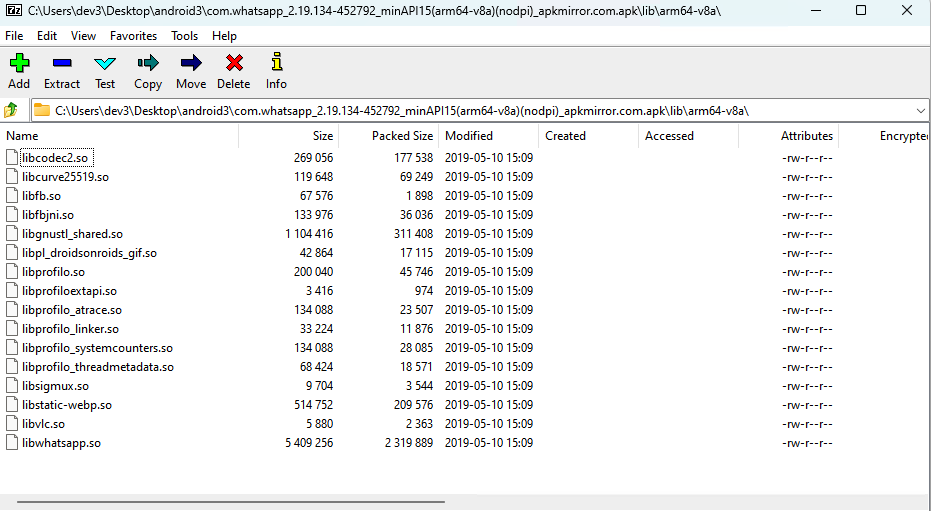 C:\Users\dev3\Desktop\android3\com.whatsapp_2.19.134-452792_minAPI15(arm64-v8a)(nodpi)_apkmirror.com.apk\lib\arm64-v8a\
File Edit View Favorites Tools Help
Add Extract Test Copy Move Delete Info
C:\Users\dev3\Desktop\android3\com.whatsapp_2.19.134-452792_minAPI15(arm64-v8a)(nodpi)_apkmirror.com.apk\lib\arm64-v8a\
Name Size Packed Size Modified Created Accessed Attributes Encrypte
libcodec2.so 269 056 177 538 2019-05-10 15:09 -rw-r--r--
libcurve25519.so 119 648 69 249 2019-05-10 15:09 -rw-r--r--
libfb.so 67 576 1 898 2019-05-10 15:09 -rw-r--r--
libfbjni.so 133 976 36 036 2019-05-10 15:09 -rw-r--r--
libgnustl_shared.so 1 104 416 311 408 2019-05-10 15:09 -rw-r--r--
libpl_droidsonroids_gif.so 42 864 17 115 2019-05-10 15:09 -rw-r--r--
libprofilo.so 200 040 45 746 2019-05-10 15:09 -rw-r--r--
libprofiloextapi.so 3 416 974 2019-05-10 15:09 -rw-r--r--
libprofilo_atrace.so 134 088 23 507 2019-05-10 15:09 -rw-r--r--
libprofilo_linker.so 33 224 11 876 2019-05-10 15:09 -rw-r--r--
libprofilo_systemcounters.so 134 088 28 085 2019-05-10 15:09 -rw-r--r--
libprofilo_threadmetadata.so 68 424 18 571 2019-05-10 15:09 -rw-r--r--
libsigmux.so 9 704 3 544 2019-05-10 15:09 -rw-r--r--
libstatic-webp.so 514 752 209 576 2019-05-10 15:09 -rw-r--r--
libvlc.so 5 880 2 363 2019-05-10 15:09 -rw-r--r--
libwhatsapp.so 5 409 256 2 319 889 2019-05-10 15:09 -rw-r--r--